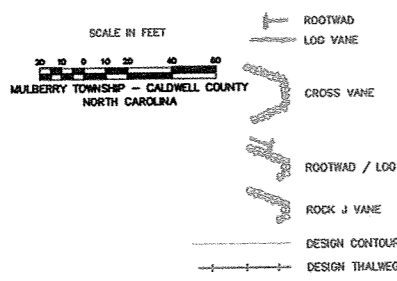 SCALE IN FEET
20 10 0 10 20 40 60
MULBERRY TOWNSHIP – CALDWELL COUNTY
NORTH CAROLINA
ROOTWAD
LOG VANE
CROSS VANE
ROOTWAD / LOG
ROCK J VANE
DESIGN CONTOUR
DESIGN THALWEG